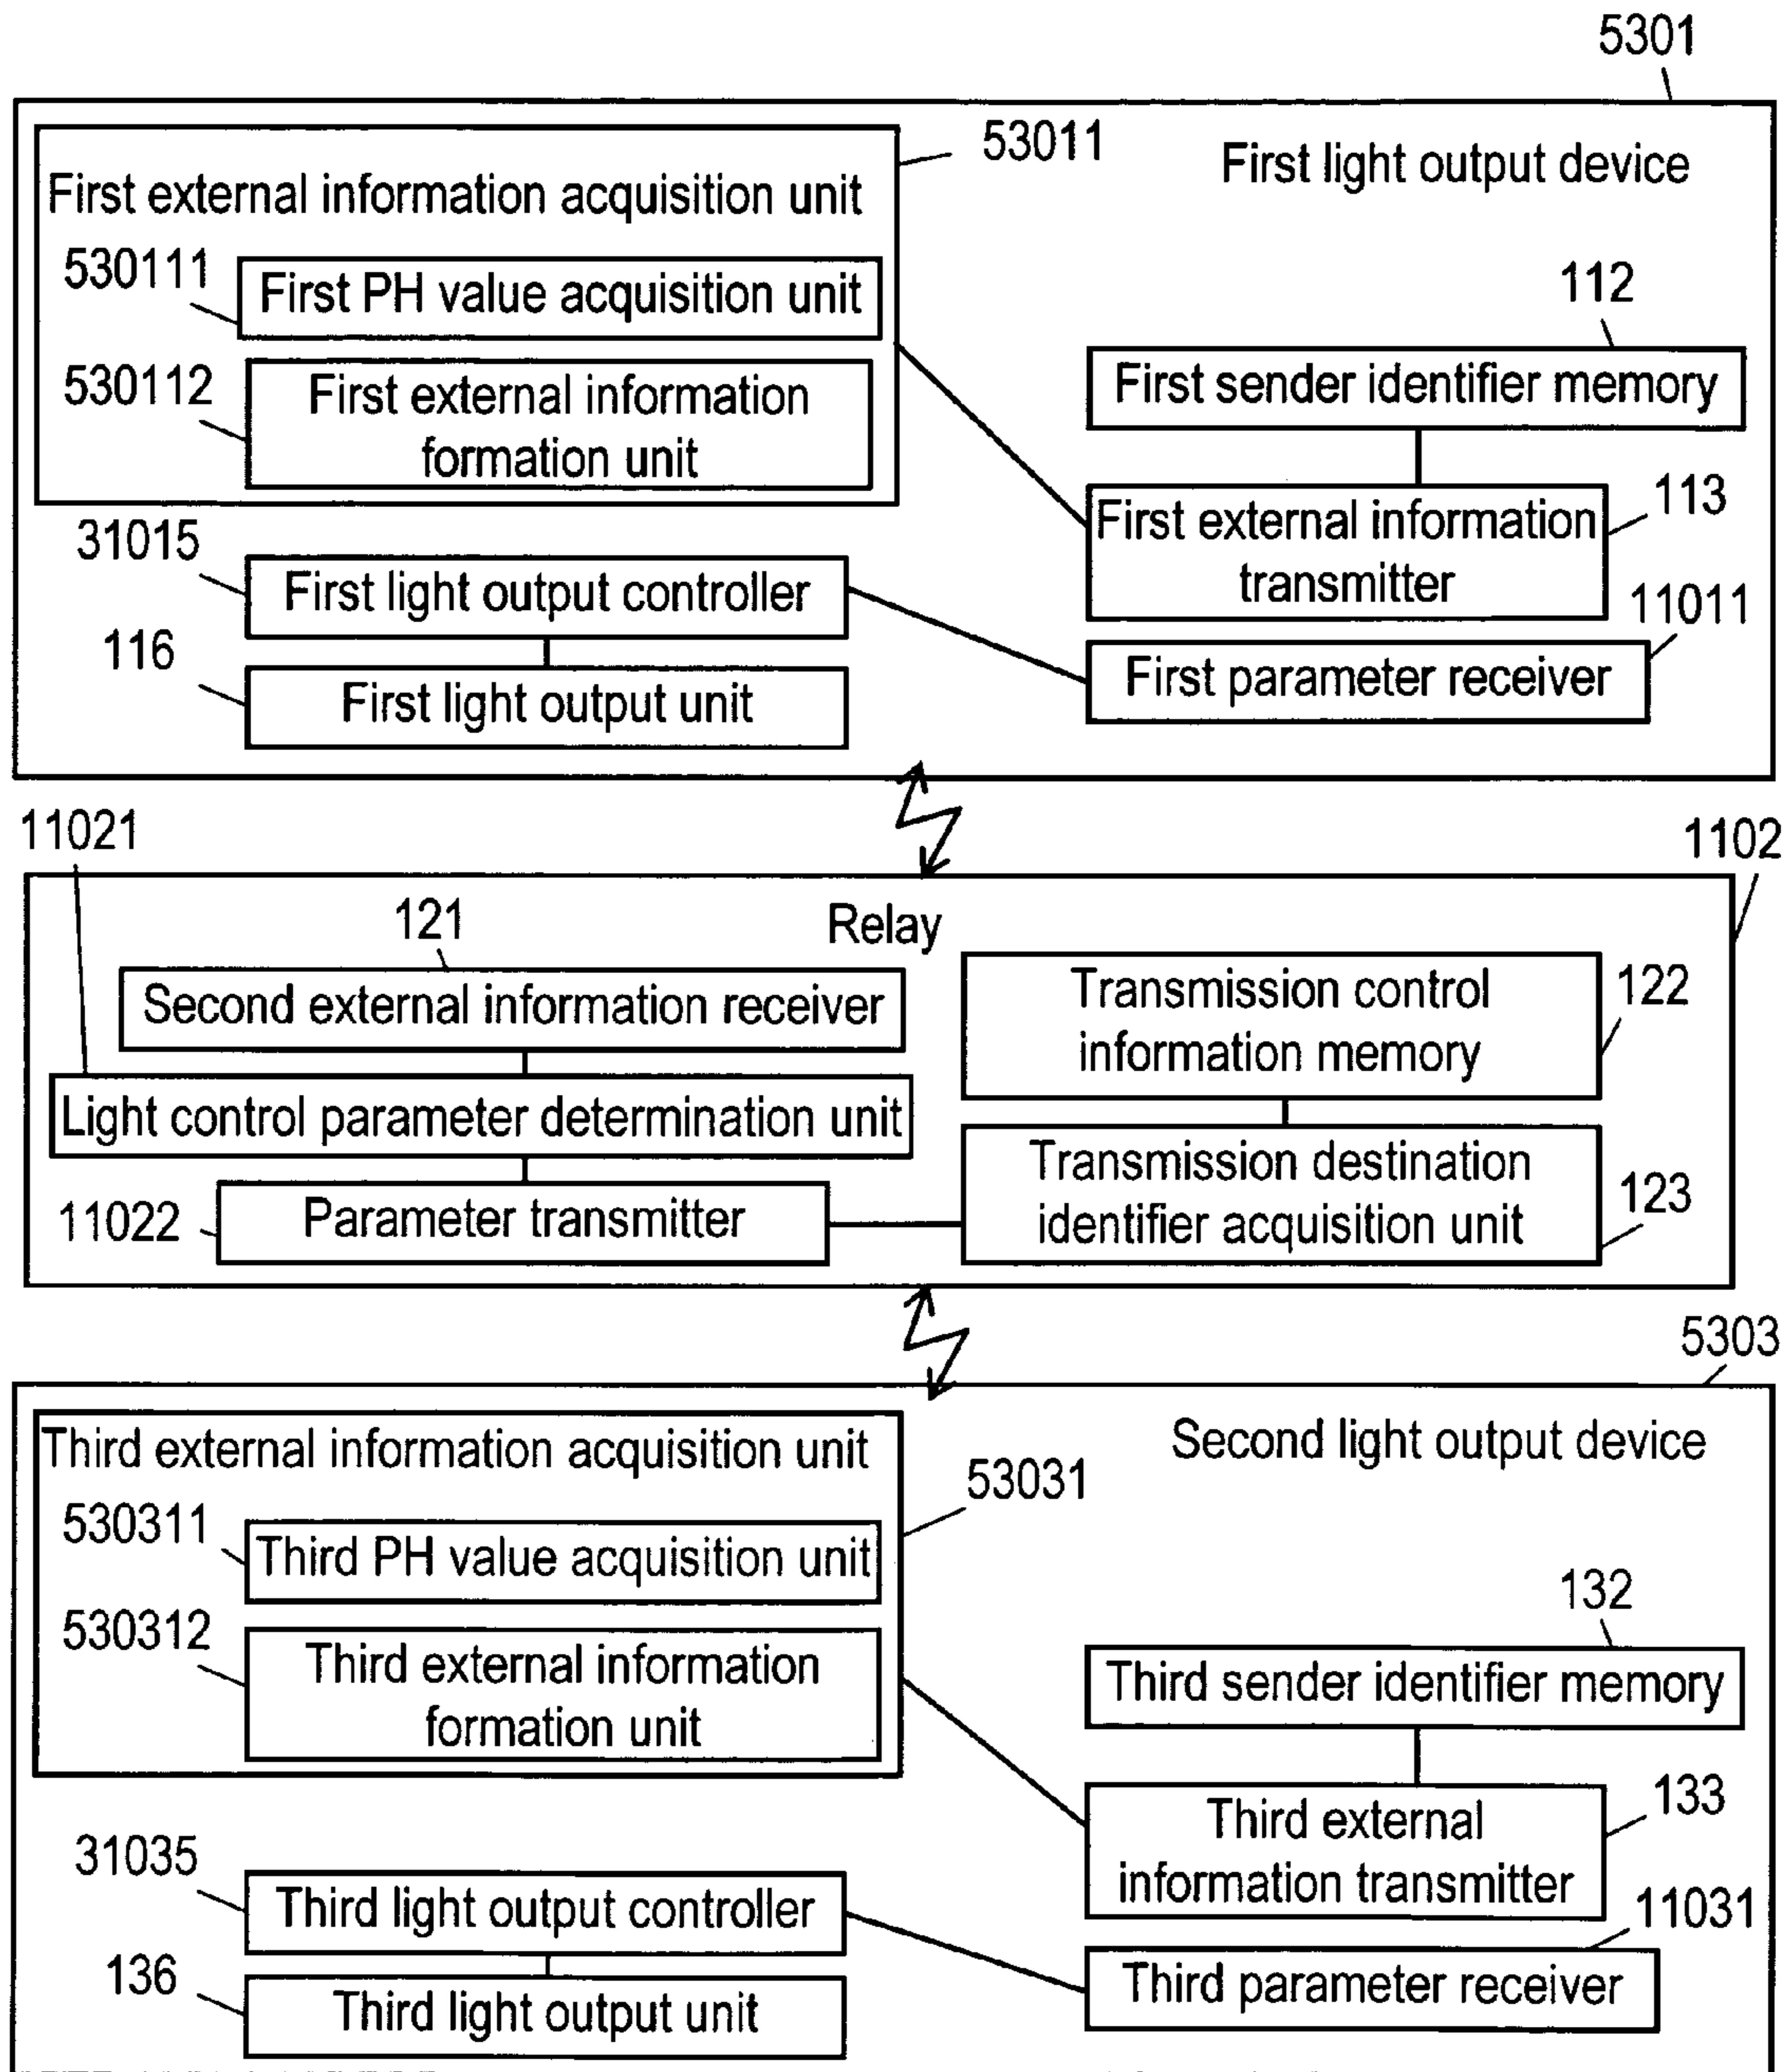 5301
53011
First light output device
First external information acquisition unit
530111
First PH value acquisition unit
112
First sender identifier memory
530112
First external information
formation unit
113
First external information
transmitter
31015
First light output controller
11011
116
First parameter receiver
First light output unit
11021
1102
121
Relay
Second external information receiver
Transmission control
information memory
122
Light control parameter determination unit
Transmission destination
identifier acquisition unit
123
11022
Parameter transmitter
5303
Third external information acquisition unit
Second light output device
53031
530311
Third PH value acquisition unit
132
530312
Third external information
formation unit
Third sender identifier memory
133
Third external
information transmitter
31035
Third light output controller
11031
136
Third parameter receiver
Third light output unit